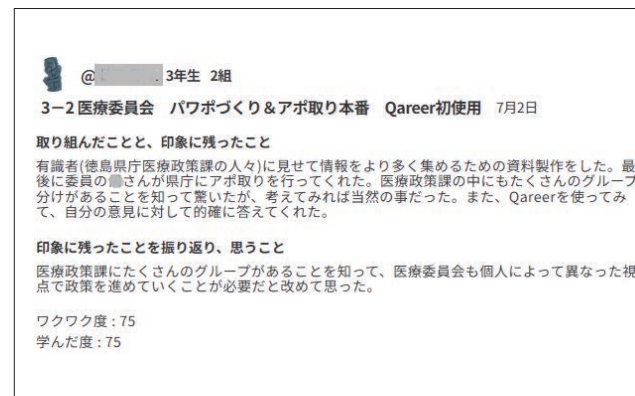 @ 3年生 2組
3−2 医療委員会 パワポづくり＆アポ取り本番 Qareer初使用 7月2日
取り組んだことと、印象に残ったこと
有識者(徳島県庁医療政策課の人々)に見せて情報をより多く集めるための資料製作をした。最
後に委員の さんが県庁にアポ取りを行ってくれた。医療政策課の中にもたくさんのグループ
分けがあることを知って驚いたが、考えてみれば当然の事だった。また、Qareerを使ってみ
て、自分の意見に対して的確に答えてくれた。
印象に残ったことを振り返り、思うこと
医療政策課にたくさんのグループがあることを知って、医療委員会も個人によって異なった視
点で政策を進めていくことが必要だと改めて思った。
ワクワク度 : 75
学んだ度 : 75